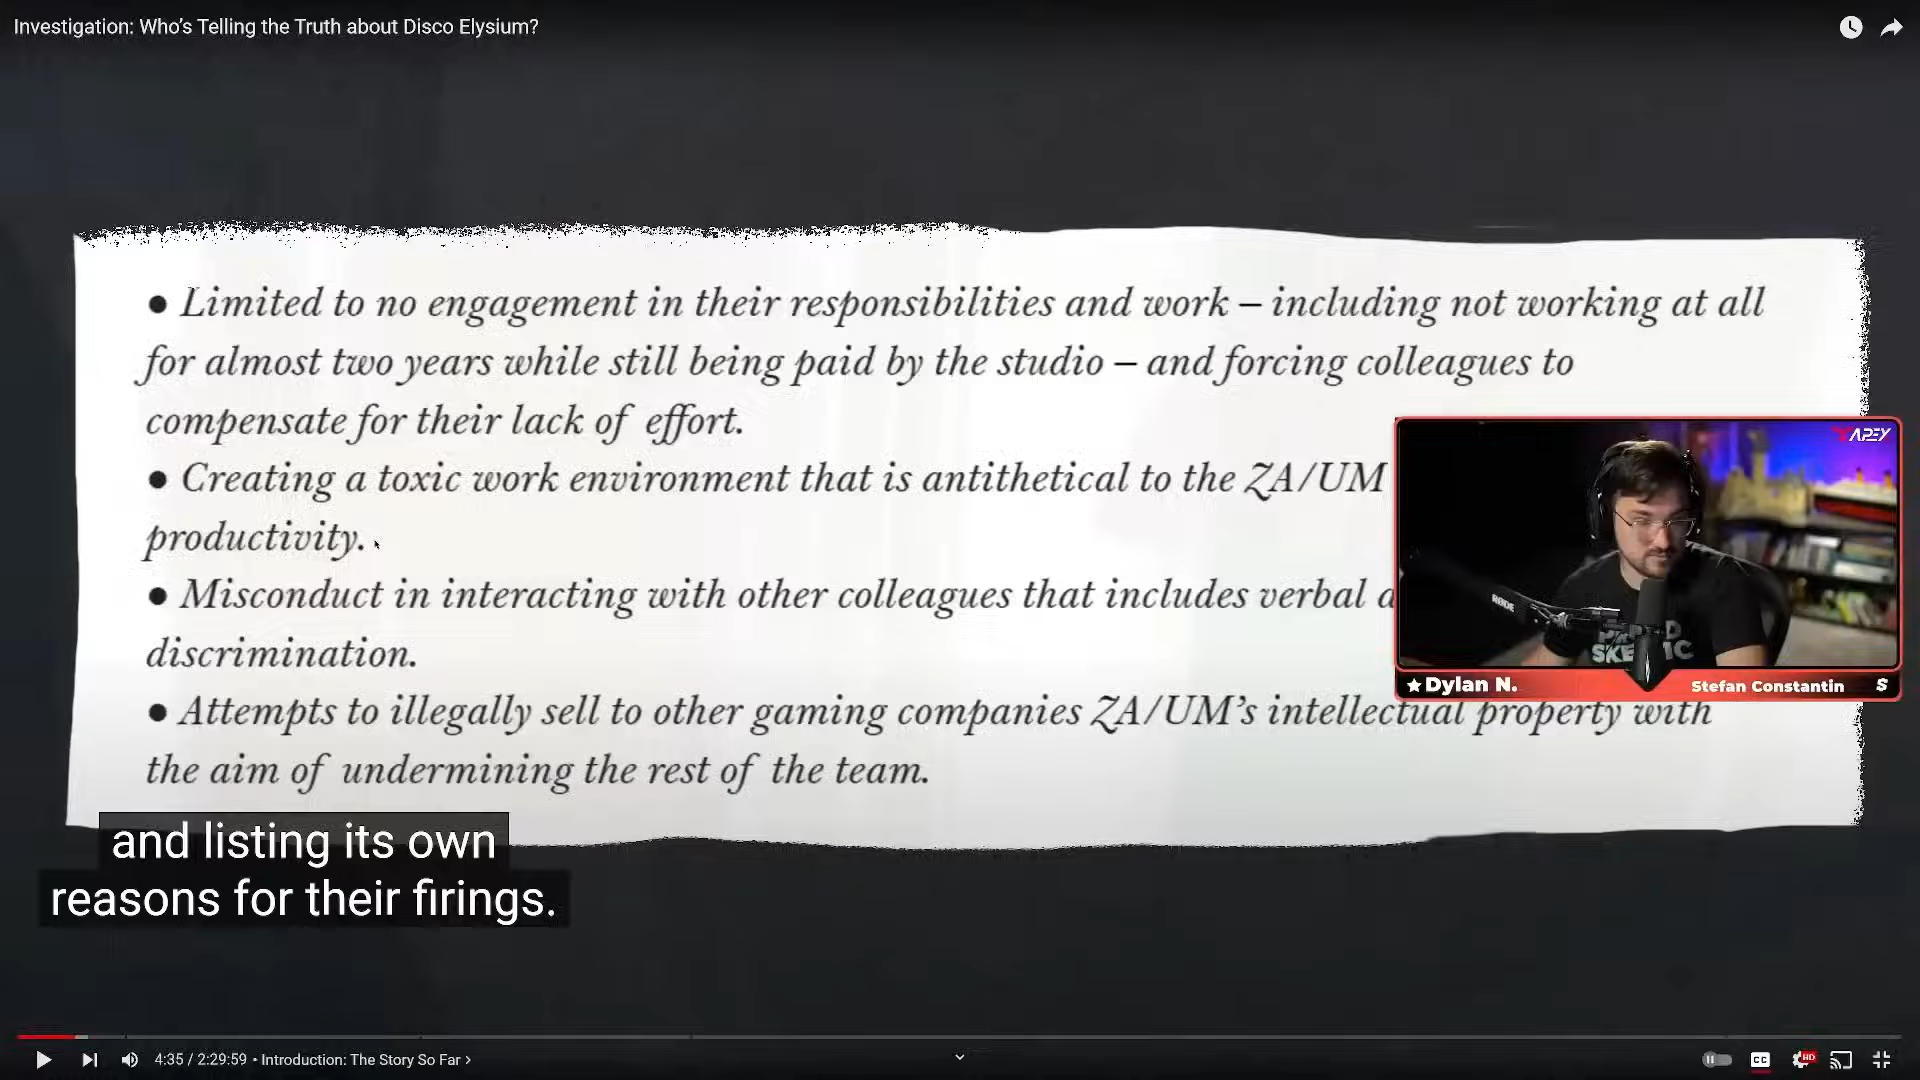 Investigation: Who's Telling the Truth about Disco Elysium?
● Limited to no engagement in their responsibilities and work – including not working at all
for almost two years while still being paid by the studio – and forcing colleagues to
compensate for their lack of effort.
● Creating a toxic work environment that is antithetical to the ZA/UM
productivity.
● Misconduct in interacting with other colleagues that includes verbal
discrimination.
● Attempts to illegally sell to other gaming companies ZA/UM's intellectual property with
the aim of undermining the rest of the team.
APEY
RØDE
★ Dylan N.
Stefan Constantin $
and listing its own
reasons for their firings.
4:35 / 2:29:59 • Introduction: The Story So Far ›
CC
HD